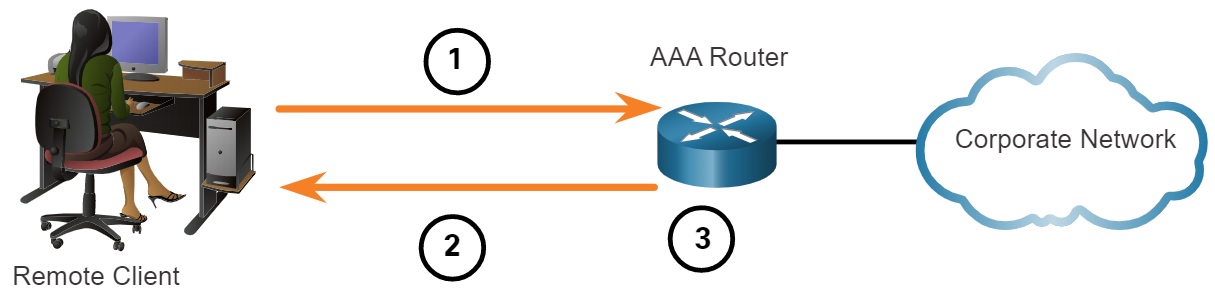 1
AAA Router
Corporate Network
2
3
Remote Client